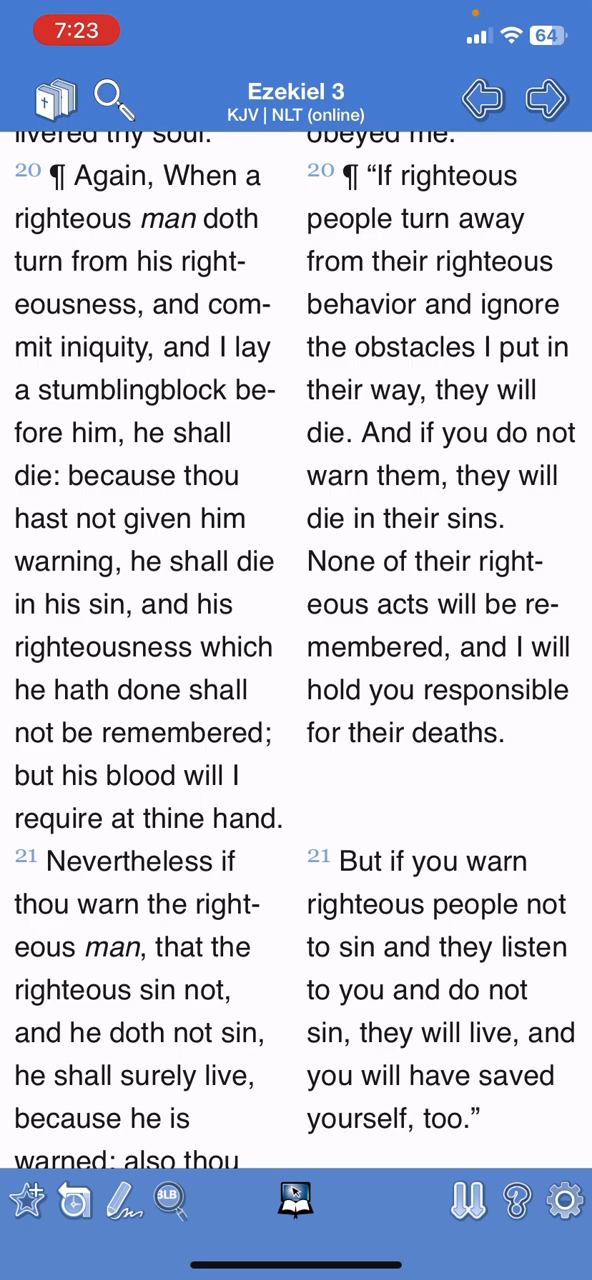 7:23
64
Ezekiel 3
KJV | NLT (online)
livered thy soul.
20 ¶ Again, When a
righteous man doth
turn from his right-
eousness, and com-
mit iniquity, and I lay
a stumblingblock be-
fore him, he shall
die: because thou
hast not given him
warning, he shall die
in his sin, and his
righteousness which
he hath done shall
not be remembered;
but his blood will I
require at thine hand.
21 Nevertheless if
thou warn the right-
eous man, that the
righteous sin not,
and he doth not sin,
he shall surely live,
because he is
warned; also thou
obeyed me.
20 ¶ “If righteous
people turn away
from their righteous
behavior and ignore
the obstacles I put in
their way, they will
die. And if you do not
warn them, they will
die in their sins.
None of their right-
eous acts will be re-
membered, and I will
hold you responsible
for their deaths.
21 But if you warn
righteous people not
to sin and they listen
to you and do not
sin, they will live, and
you will have saved
yourself, too.”
BLB